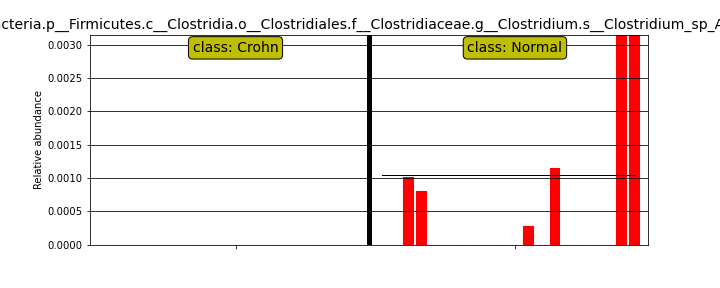 cteria.p__Firmicutes.c__Clostridia.o__Clostridiales.f__Clostridiaceae.g__Clostridium.s__Clostridium_sp_A
class: Crohn
class: Normal
Relative abundance
0.0030
0.0025
0.0020
0.0015
0.0010
0.0005
0.0000